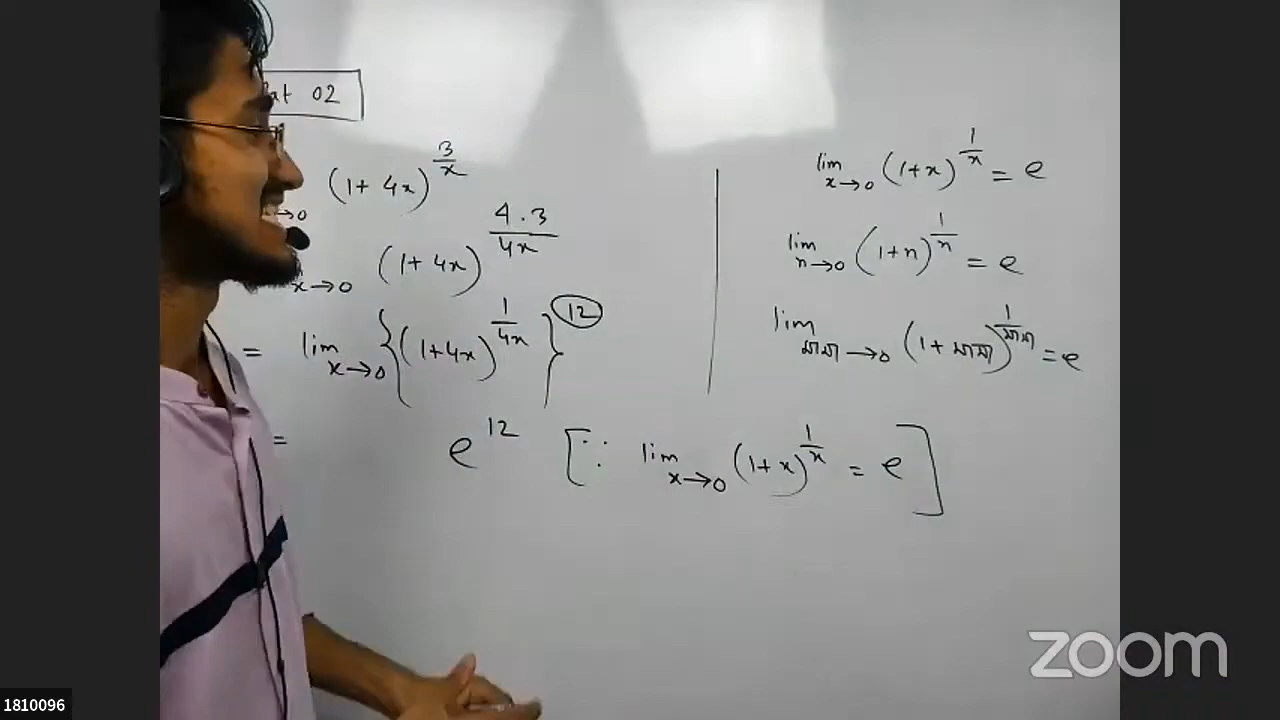 at 02
→0 (1 + 4x)^{3/x}
x→0 (1 + 4x)^{4·3/4x}
= lim x→0 {(1+4x)^{1/4x}}^{12}
= e^{12} [∵ lim x→0 (1+x)^{1/x} = e]
lim x→0 (1+x)^{1/x} = e
lim n→0 (1+n)^{1/n} = e
lim →0 (1 + )^{1/} = e
zoom
1810096